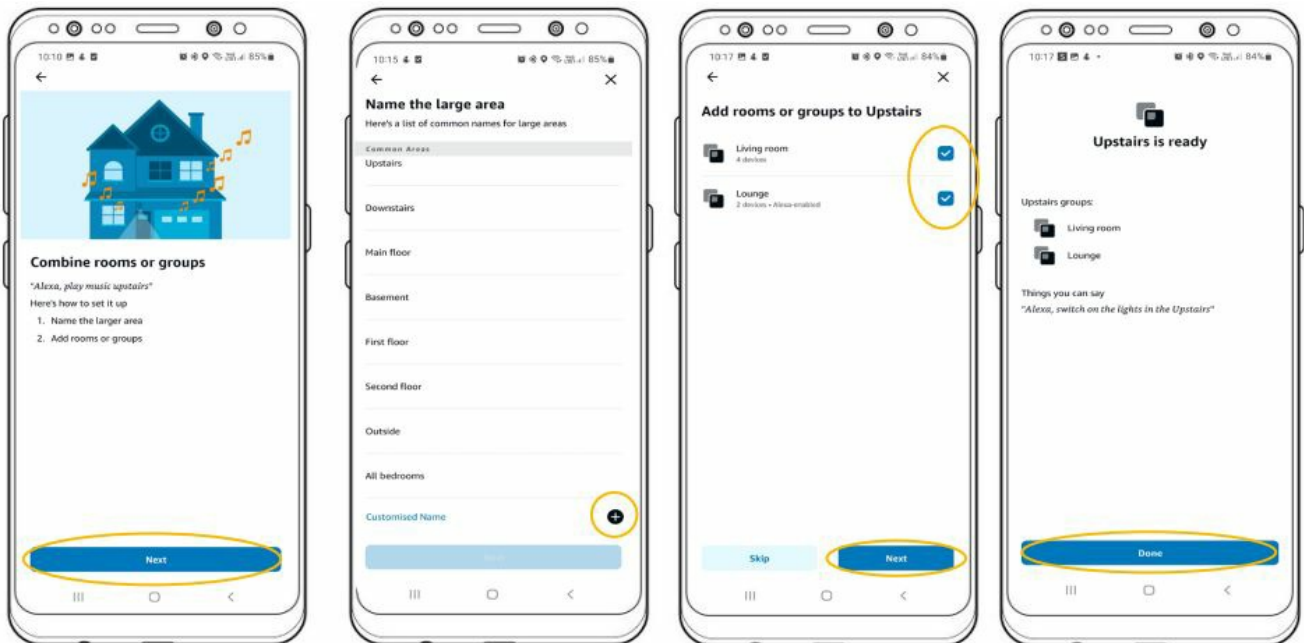 10:10
85%
Combine rooms or groups
"Alexa, play music upstairs"
Here's how to set it up
1. Name the larger area
2. Add rooms or groups
Next
10:15
85%
Name the large area
Here's a list of common names for large areas
Common Areas
Upstairs
Downstairs
Main floor
Basement
First floor
Second floor
Outside
All bedrooms
Customised Name
Next
10:17
84%
Add rooms or groups to Upstairs
Living room
4 devices
Lounge
2 devices • Alexa-enabled
Skip
Next
10:17
84%
Upstairs is ready
Upstairs groups:
Living room
Lounge
Things you can say
"Alexa, switch on the lights in the Upstairs"
Done